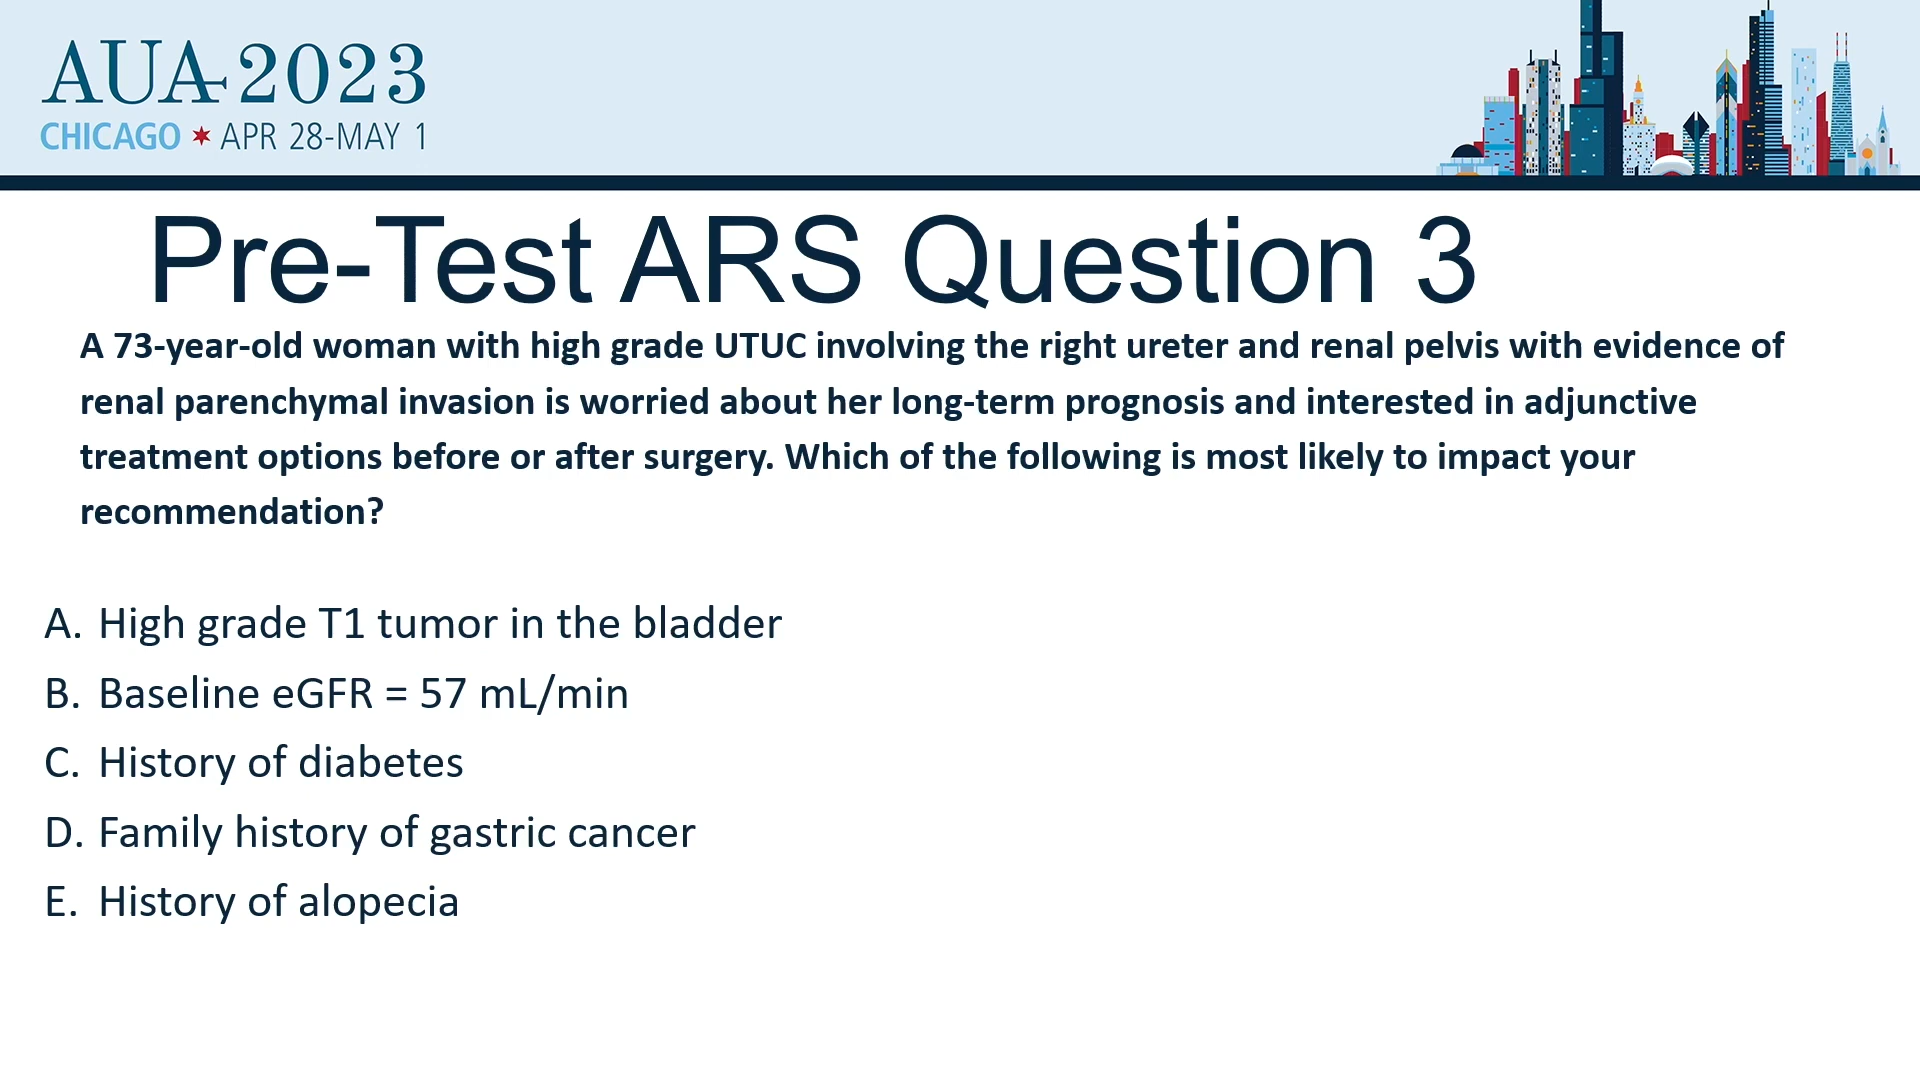 AUA 2023
CHICAGO ★ APR 28-MAY 1
Pre-Test ARS Question 3
A 73-year-old woman with high grade UTUC involving the right ureter and renal pelvis with evidence of
renal parenchymal invasion is worried about her long-term prognosis and interested in adjunctive
treatment options before or after surgery. Which of the following is most likely to impact your
recommendation?
A. High grade T1 tumor in the bladder
B. Baseline eGFR = 57 mL/min
C. History of diabetes
D. Family history of gastric cancer
E. History of alopecia